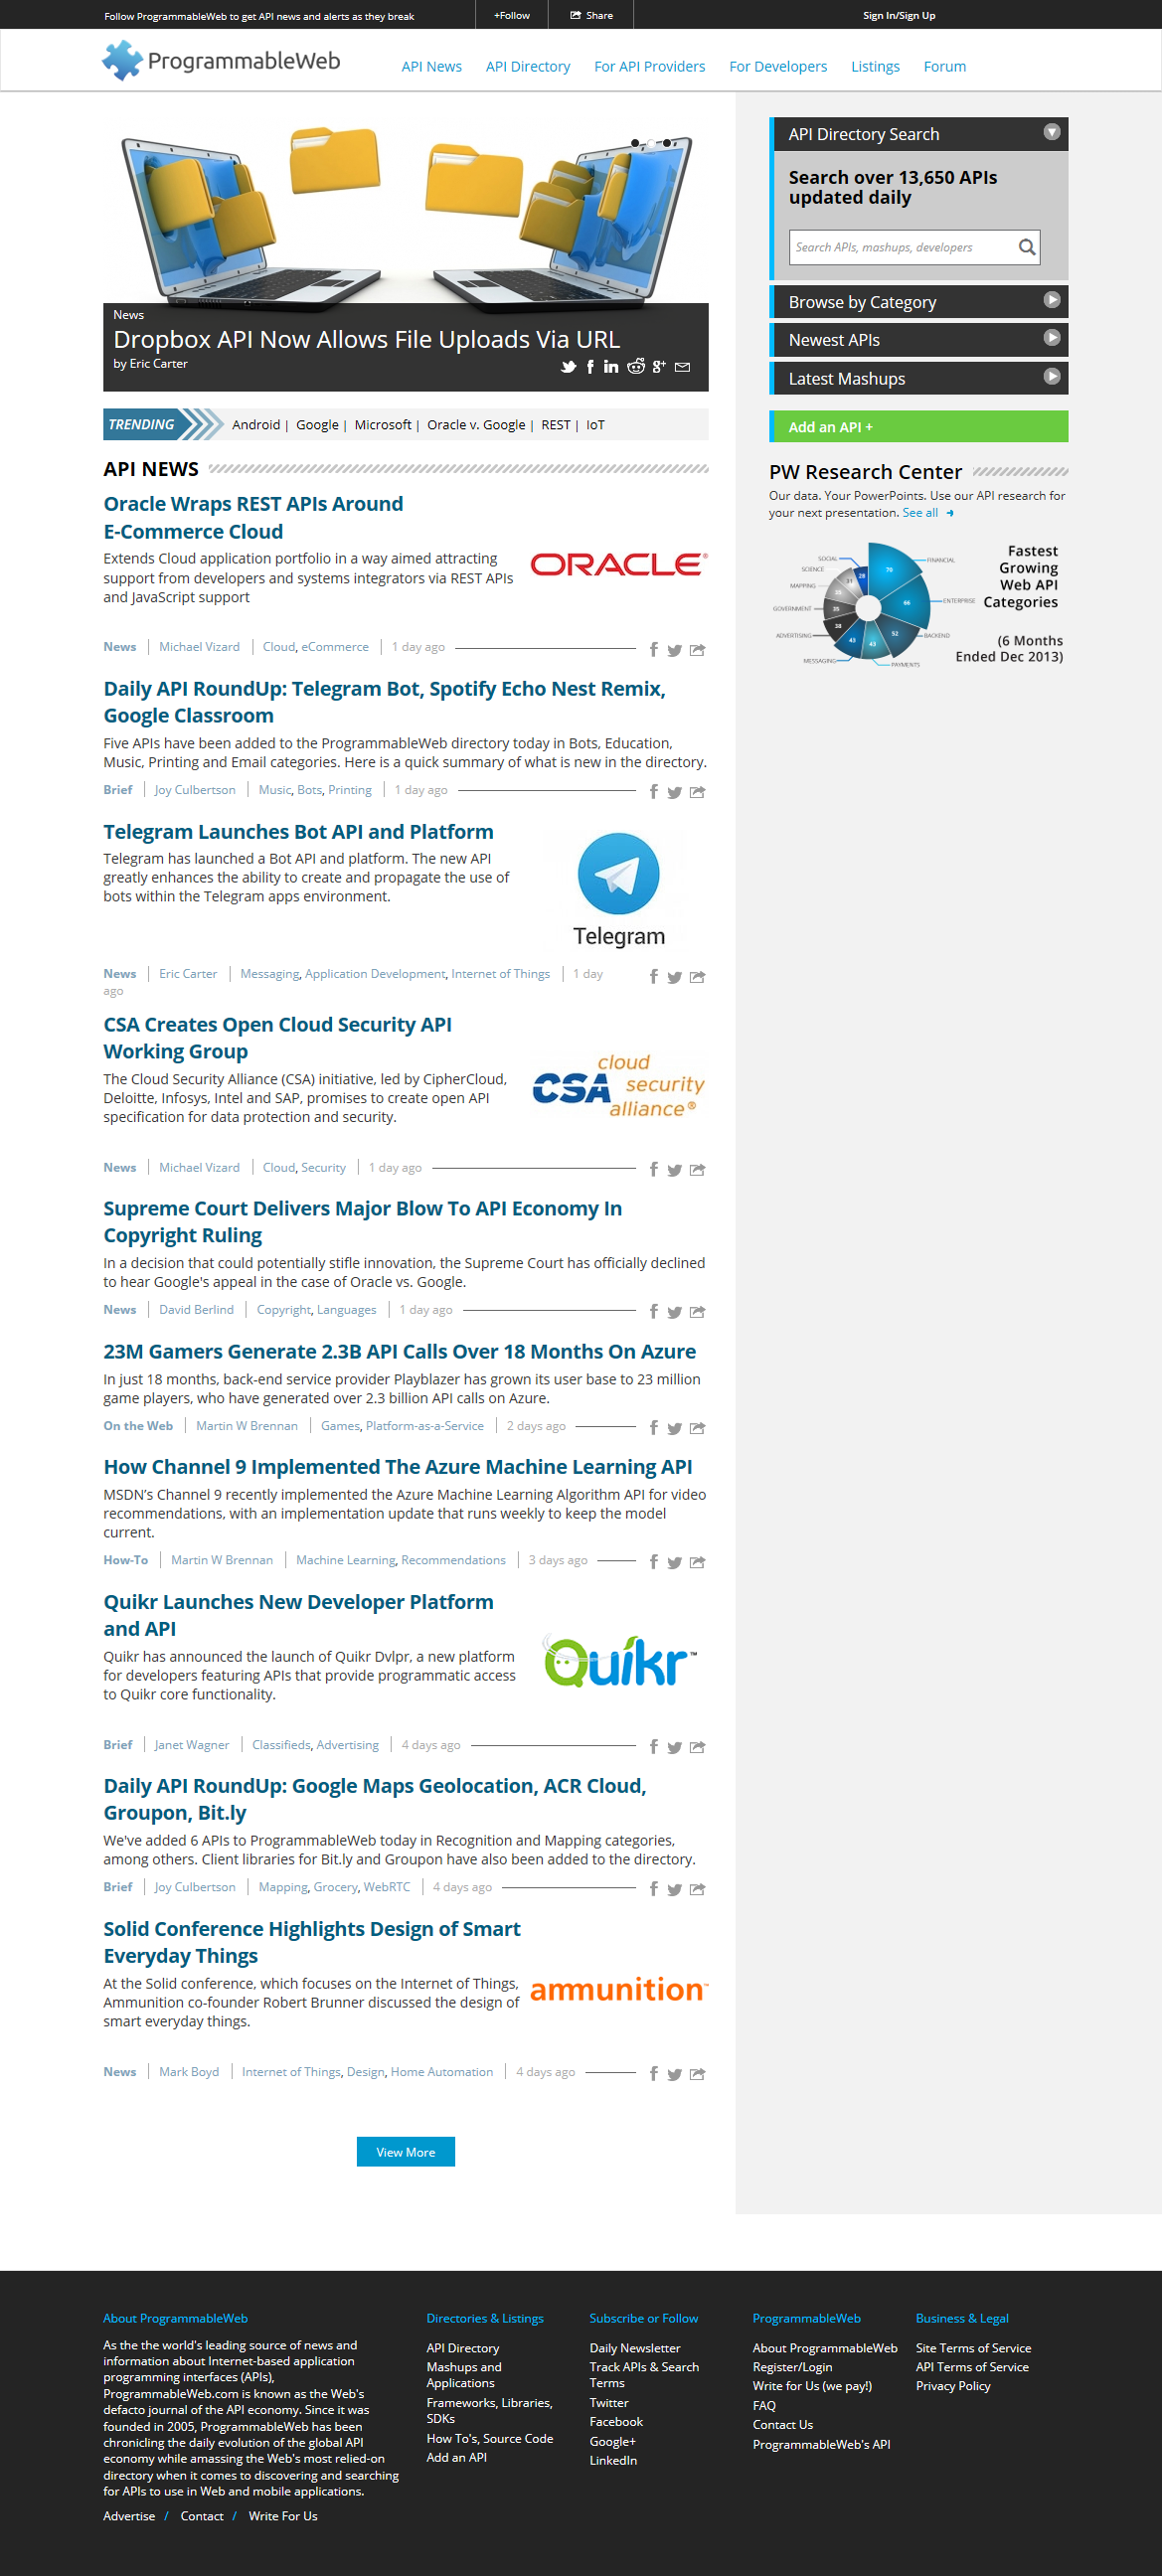 Follow ProgrammableWeb to get API news and alerts as they break
+Follow
Share
Sign In/Sign Up
ProgrammableWeb
API News
API Directory
For API Providers
For Developers
Listings
Forum
News
Dropbox API Now Allows File Uploads Via URL
by Eric Carter
TRENDING
Android | Google | Microsoft | Oracle v. Google | REST | IoT
API NEWS
Oracle Wraps REST APIs Around
E-Commerce Cloud
Extends Cloud application portfolio in a way aimed attracting
support from developers and systems integrators via REST APIs
and JavaScript support
ORACLE®
News | Michael Vizard | Cloud, eCommerce | 1 day ago
Daily API RoundUp: Telegram Bot, Spotify Echo Nest Remix,
Google Classroom
Five APIs have been added to the ProgrammableWeb directory today in Bots, Education,
Music, Printing and Email categories. Here is a quick summary of what is new in the directory.
Brief | Joy Culbertson | Music, Bots, Printing | 1 day ago
Telegram Launches Bot API and Platform
Telegram has launched a Bot API and platform. The new API
greatly enhances the ability to create and propagate the use of
bots within the Telegram apps environment.
Telegram
News | Eric Carter | Messaging, Application Development, Internet of Things | 1 day
ago
CSA Creates Open Cloud Security API
Working Group
The Cloud Security Alliance (CSA) initiative, led by CipherCloud,
Deloitte, Infosys, Intel and SAP, promises to create open API
specification for data protection and security.
CSA
cloud
security
alliance®
News | Michael Vizard | Cloud, Security | 1 day ago
Supreme Court Delivers Major Blow To API Economy In
Copyright Ruling
In a decision that could potentially stifle innovation, the Supreme Court has officially declined
to hear Google's appeal in the case of Oracle vs. Google.
News | David Berlind | Copyright, Languages | 1 day ago
23M Gamers Generate 2.3B API Calls Over 18 Months On Azure
In just 18 months, back-end service provider Playblazer has grown its user base to 23 million
game players, who have generated over 2.3 billion API calls on Azure.
On the Web | Martin W Brennan | Games, Platform-as-a-Service | 2 days ago
How Channel 9 Implemented The Azure Machine Learning API
MSDN’s Channel 9 recently implemented the Azure Machine Learning Algorithm API for video
recommendations, with an implementation update that runs weekly to keep the model
current.
How-To | Martin W Brennan | Machine Learning, Recommendations | 3 days ago
Quikr Launches New Developer Platform
and API
Quikr has announced the launch of Quikr Dvlpr, a new platform
for developers featuring APIs that provide programmatic access
to Quikr core functionality.
Quikr™
Brief | Janet Wagner | Classifieds, Advertising | 4 days ago
Daily API RoundUp: Google Maps Geolocation, ACR Cloud,
Groupon, Bit.ly
We've added 6 APIs to ProgrammableWeb today in Recognition and Mapping categories,
among others. Client libraries for Bit.ly and Groupon have also been added to the directory.
Brief | Joy Culbertson | Mapping, Grocery, WebRTC | 4 days ago
Solid Conference Highlights Design of Smart
Everyday Things
At the Solid conference, which focuses on the Internet of Things,
Ammunition co-founder Robert Brunner discussed the design of
smart everyday things.
ammunition™
News | Mark Boyd | Internet of Things, Design, Home Automation | 4 days ago
View More
API Directory Search
Search over 13,650 APIs
updated daily
Search APIs, mashups, developers
Browse by Category
Newest APIs
Latest Mashups
Add an API +
PW Research Center
Our data. Your PowerPoints. Use our API research for
your next presentation. See all
Fastest
Growing
Web API
Categories
(6 Months
Ended Dec 2013)
SOCIAL
SCIENCE
MAPPING
GOVERNMENT
ADVERTISING
MESSAGING
PAYMENTS
BACKEND
ENTERPRISE
FINANCIAL
28
31
35
35
38
43
43
52
66
70
About ProgrammableWeb
As the the world's leading source of news and
information about Internet-based application
programming interfaces (APIs),
ProgrammableWeb.com is known as the Web's
defacto journal of the API economy. Since it was
founded in 2005, ProgrammableWeb has been
chronicling the daily evolution of the global API
economy while amassing the Web's most relied-on
directory when it comes to discovering and searching
for APIs to use in Web and mobile applications.
Advertise / Contact / Write For Us
Directories & Listings
API Directory
Mashups and
Applications
Frameworks, Libraries,
SDKs
How To's, Source Code
Add an API
Subscribe or Follow
Daily Newsletter
Track APIs & Search
Terms
Twitter
Facebook
Google+
LinkedIn
ProgrammableWeb
About ProgrammableWeb
Register/Login
Write for Us (we pay!)
FAQ
Contact Us
ProgrammableWeb's API
Business & Legal
Site Terms of Service
API Terms of Service
Privacy Policy